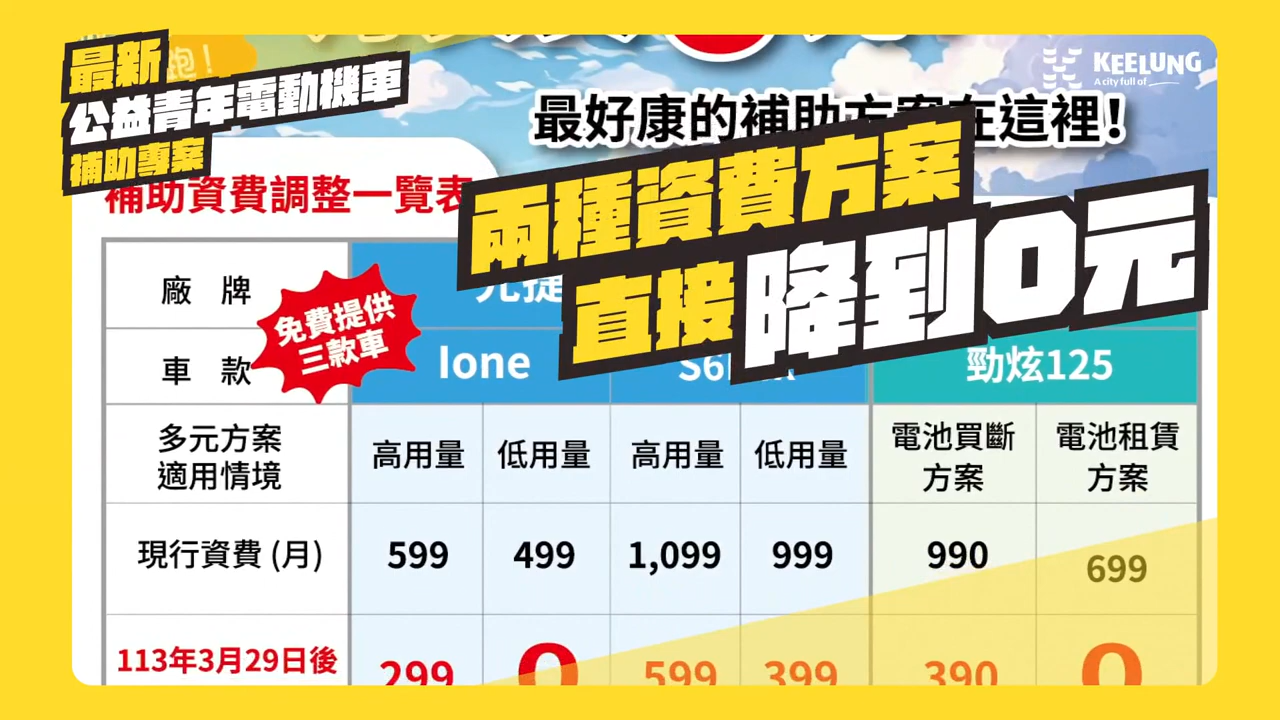 最新
公益青年電動機車
補助專案
跑!
KEELUNG
A city full of
最好康的補助方案在這裡!
補助資費調整一覽表
兩種資費方案
直接降到0元
廠 牌
免費提供
三款車
車 款 Ione 勁炫125
多元方案
適用情境 高用量 低用量 高用量 低用量 電池買斷
方案 電池租賃
方案
現行資費 (月) 599 499 1,099 999 990 699
113年3月29日後 299 0 599 399 390 0